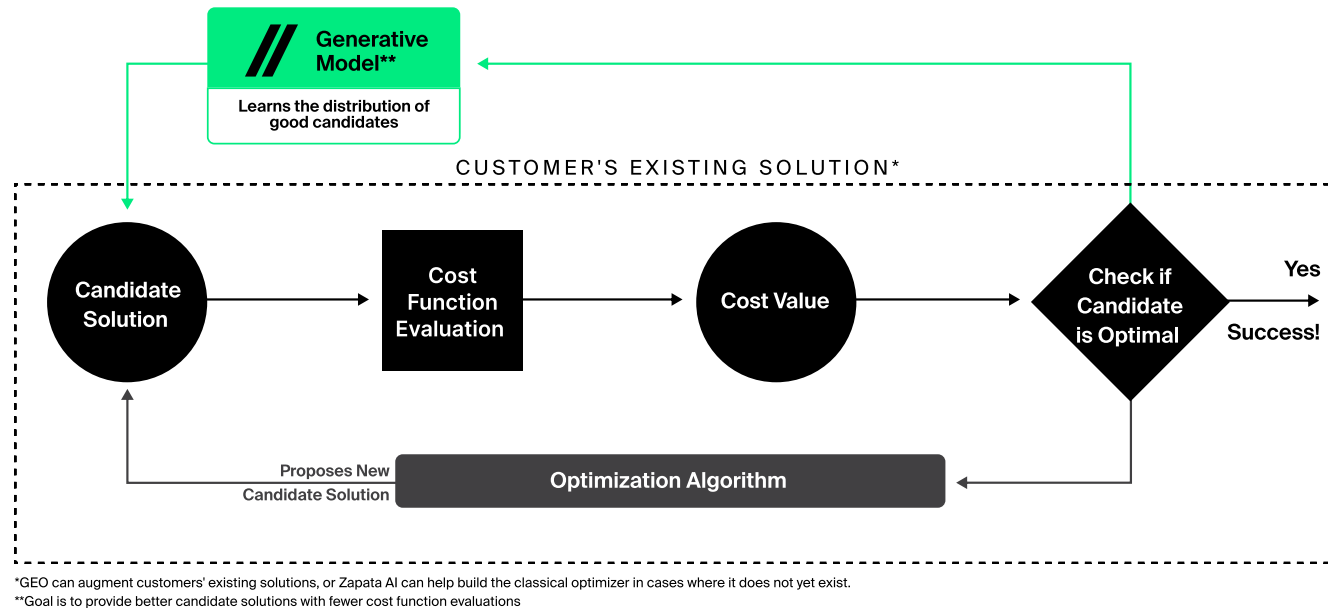 Generative
Model**
Learns the distribution of
good candidates
CUSTOMER'S EXISTING SOLUTION*
Candidate
Solution
Cost
Function
Evaluation
Cost Value
Check if
Candidate
is Optimal
Yes
Success!
Proposes New
Candidate Solution
Optimization Algorithm
*GEO can augment customers' existing solutions, or Zapata AI can help build the classical optimizer in cases where it does not yet exist.
**Goal is to provide better candidate solutions with fewer cost function evaluations